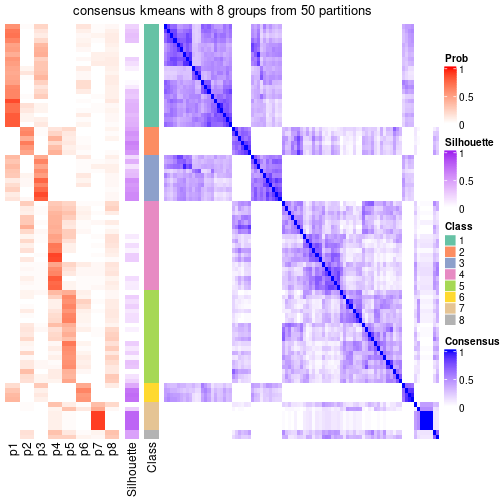 consensus kmeans with 8 groups from 50 partitions
Prob
1
0.5
0
Silhouette
1
0.5
0
Class
1
2
3
4
5
6
7
8
Consensus
1
0.5
0
p1
p2
p3
p4
p5
p6
p7
p8
Silhouette
Class